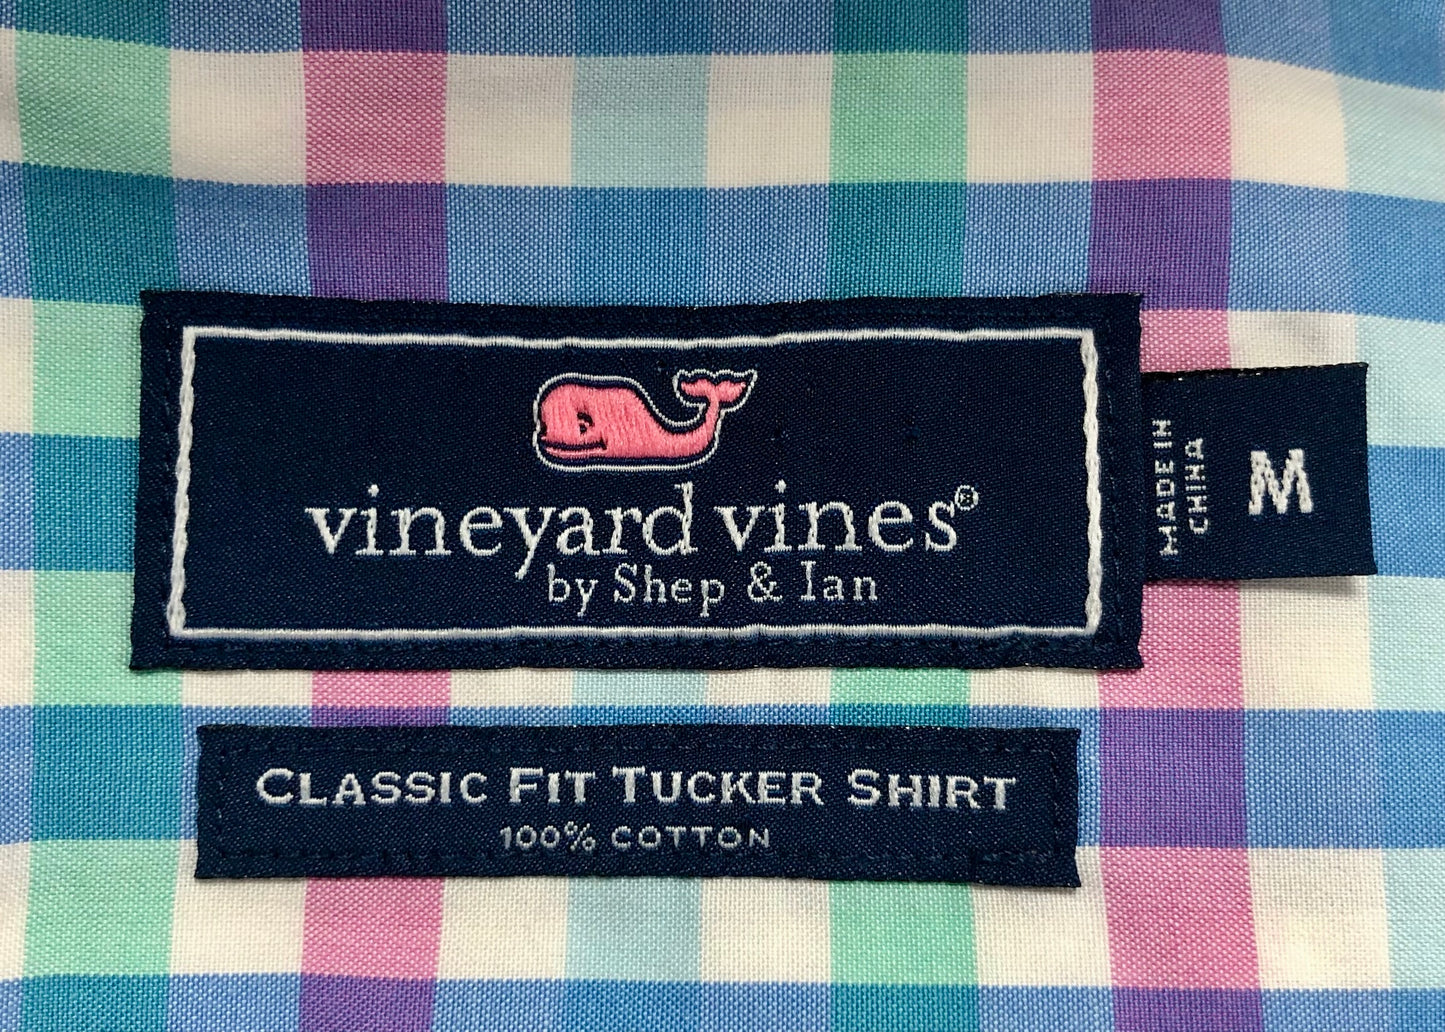 vineyard vines®
by Shep & Ian
MADE IN
CHINA
M
CLASSIC FIT TUCKER SHIRT
100% COTTON